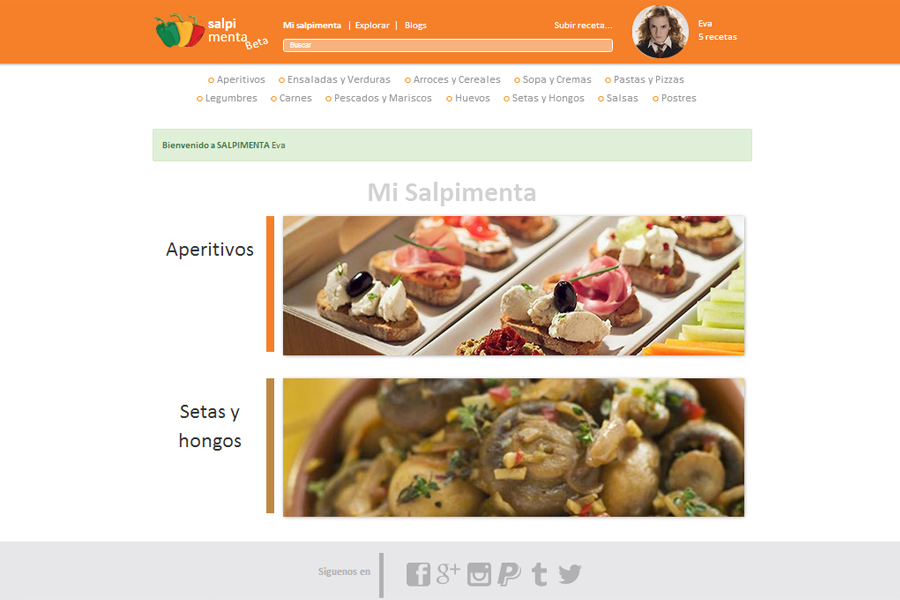 salpi
menta
Beta
Mi salpimenta | Explorar | Blogs
Subir receta...
Buscar
Eva
5 recetas
Aperitivos Ensaladas y Verduras Arroces y Cereales Sopa y Cremas Pastas y Pizzas
Legumbres Carnes Pescados y Mariscos Huevos Setas y Hongos Salsas Postres
Bienvenido a SALPIMENTA Eva
Mi Salpimenta
Aperitivos
Setas y
hongos
Síguenos en